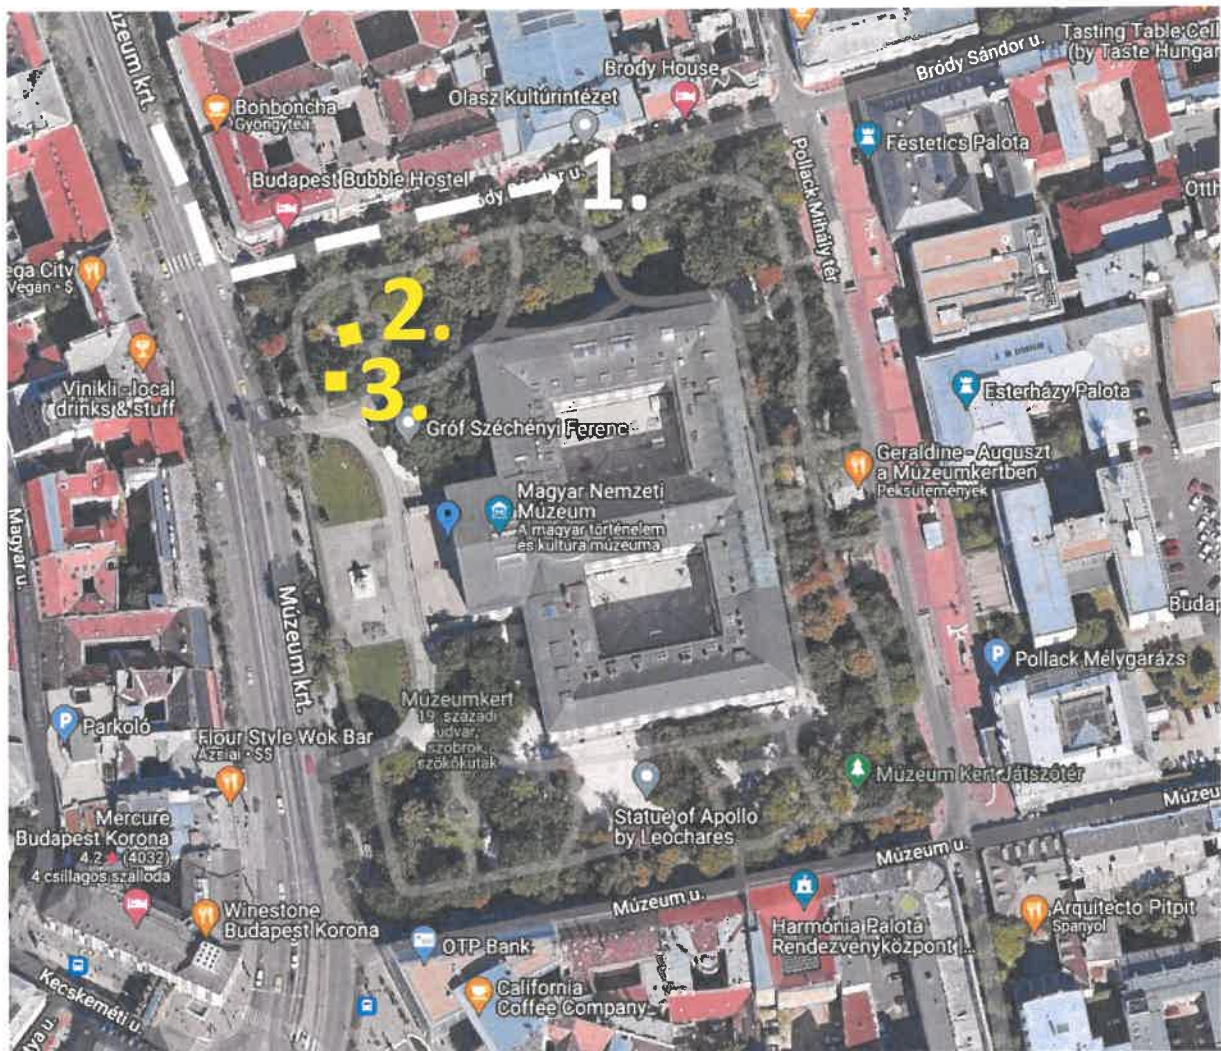 Múzeum krt.
Tasting Table Cell
(by Taste Hungar
Bródy Sándor u.
Brody House
Olasz Kultúrintézet
Bonboncha
Gyöngytea
Festetics Palota
1.
Budapest Bubble Hostel
ódy Sándor u.
Pollack Mihály tér
Otth
ega City
Vegán • $
2.
3.
Vinikli - local
drinks & stuff
Esterházy Palota
Gróf Széchényi Ferenc
Geraldine - Auguszt
a Múzeumkertben
Péksütemények
Magyar Nemzeti
Múzeum
A magyar történelem
és kultúra múzeuma
Magyar u.
Múzeum krt.
Budap
Pollack Mélygarázs
Parkoló
Múzeumkert
19. századi
udvar,
szobrok,
szökőkutak
Flour Style Wok Bar
Ázsiai • $$
Múzeum Kert Játszótér
Múzeu
Statue of Apollo
by Leochares
Mercure
Budapest Korona
4.2 ★ (4032)
4 csillagos szálloda
Múzeum u.
Múzeum u.
Winestone
Budapest Korona
Harmónia Palota
Rendezvényközpont |...
Arquitecto Pitpit
Spanyol
OTP Bank
California
Coffee Company
Kecskeméti u.
lya u.